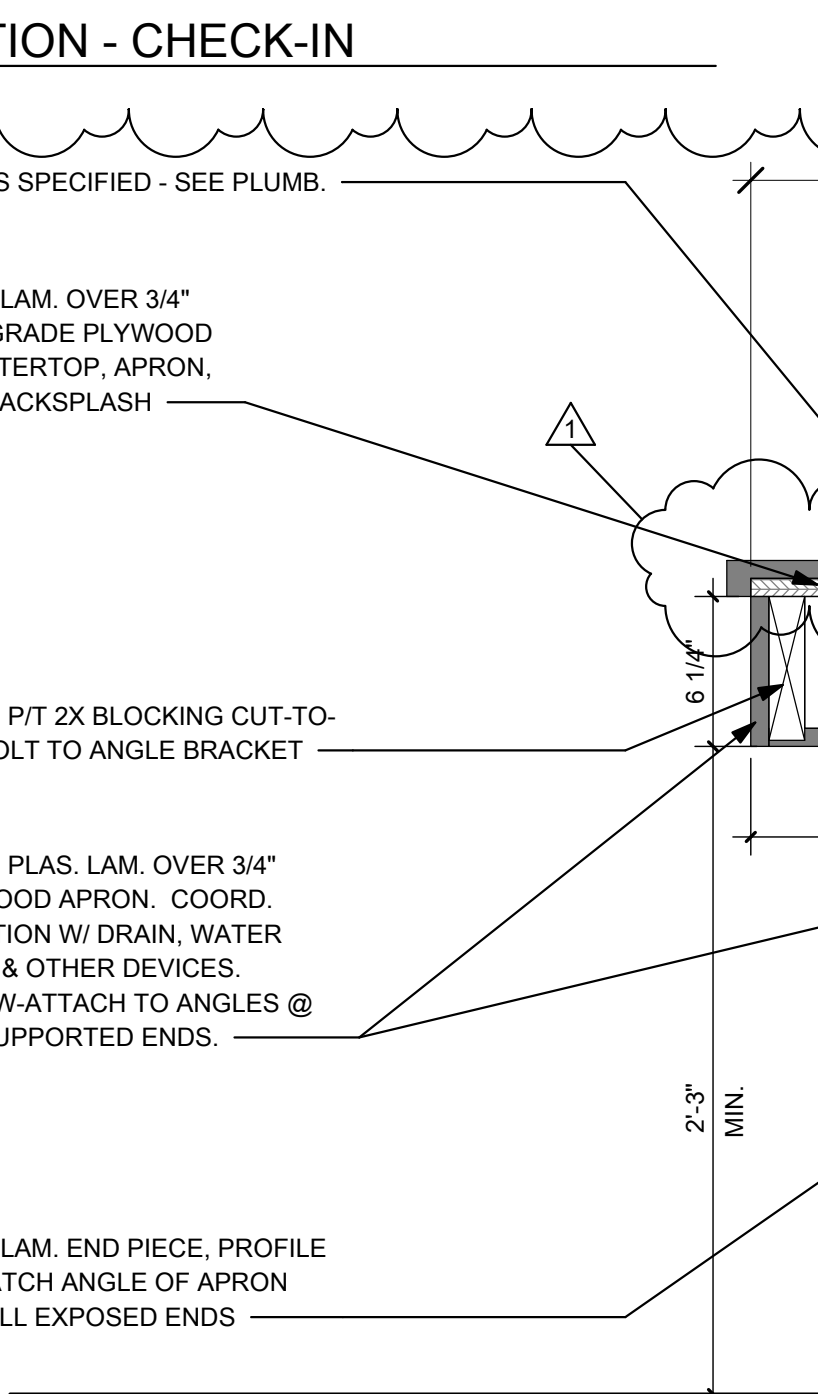 TION - CHECK-IN
S SPECIFIED - SEE PLUMB.
LAM. OVER 3/4"
GRADE PLYWOOD
TERTOP, APRON,
ACKSPLASH
1
6 1/4"
P/T 2X BLOCKING CUT-TO-
OLT TO ANGLE BRACKET
PLAS. LAM. OVER 3/4"
OOD APRON. COORD.
TION W/ DRAIN, WATER
& OTHER DEVICES.
W-ATTACH TO ANGLES @
UPPORTED ENDS.
2'-3"
MIN.
LAM. END PIECE, PROFILE
ATCH ANGLE OF APRON
LL EXPOSED ENDS